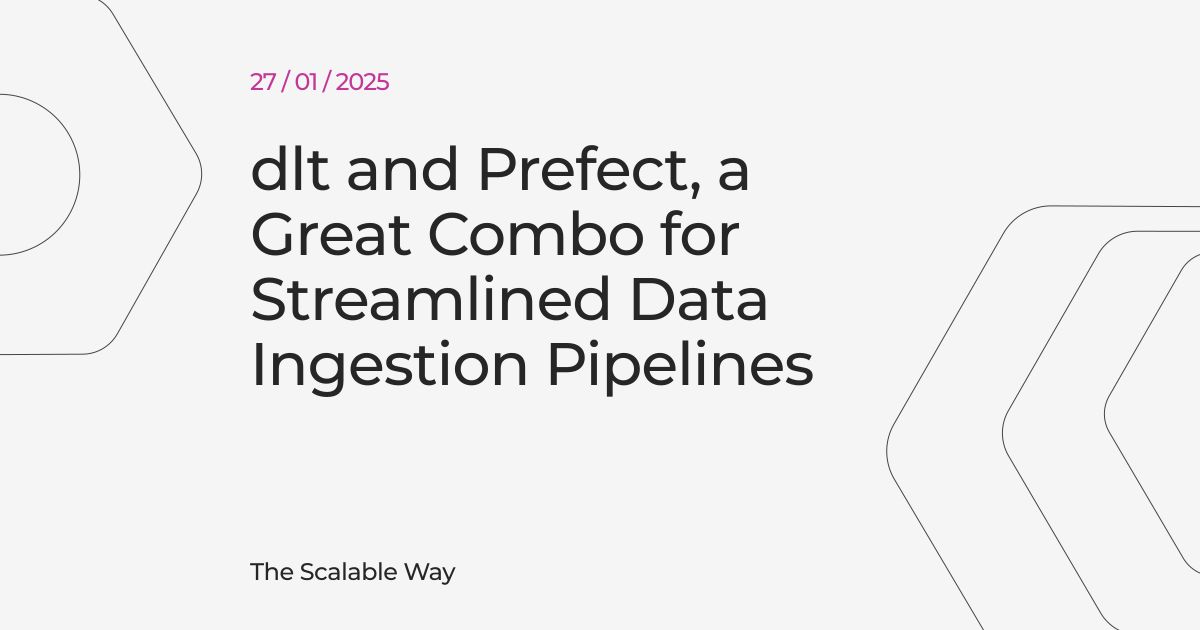 27 / 01 / 2025
dlt and Prefect, a
Great Combo for
Streamlined Data
Ingestion Pipelines
The Scalable Way